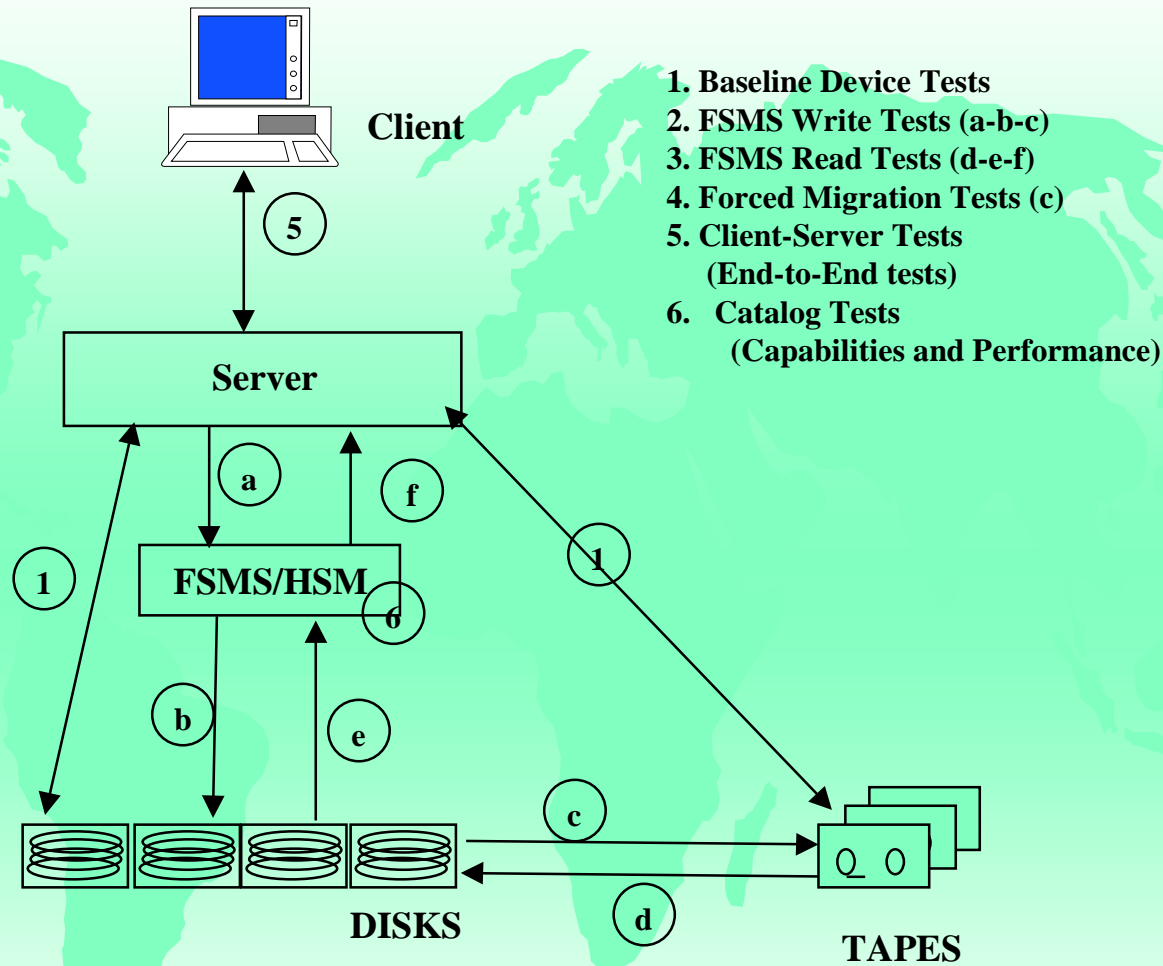 Client
1. Baseline Device Tests
2. FSMS Write Tests (a-b-c)
3. FSMS Read Tests (d-e-f)
4. Forced Migration Tests (c)
5. Client-Server Tests
(End-to-End tests)
6. Catalog Tests
(Capabilities and Performance)
5
Server
a
f
1
FSMS/HSM
6
1
b
e
c
d
DISKS
TAPES